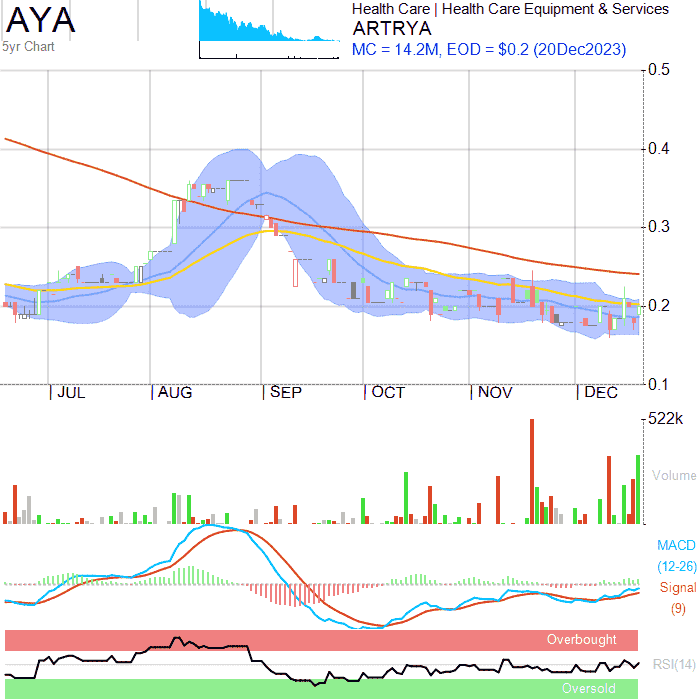 AYA
5yr Chart
Health Care | Health Care Equipment & Services
ARTRYA
MC = 14.2M, EOD = $0.2 (20Dec2023)
0.5
0.4
0.3
0.2
0.1
JUL
AUG
SEP
OCT
NOV
DEC
522k
Volume
MACD
(12-26)
Signal
(9)
Overbought
RSI(14)
Oversold